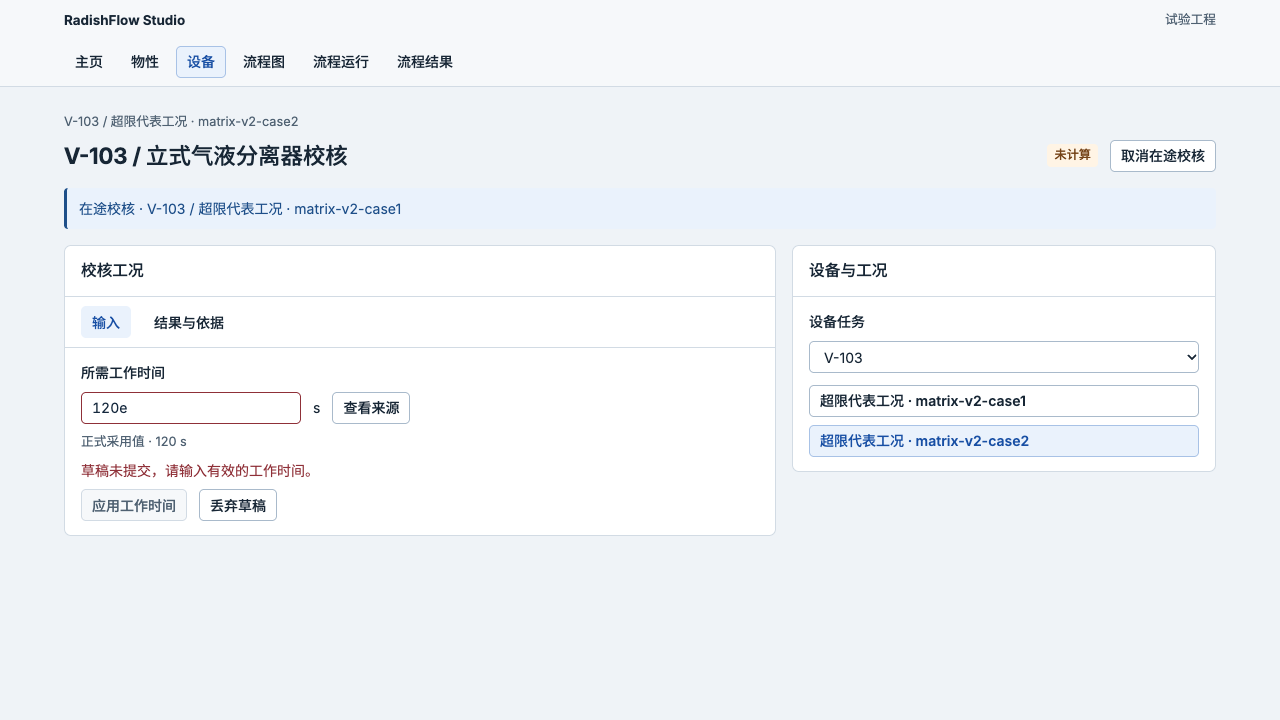 RadishFlow Studio
试验工程
主页 物性 设备 流程图 流程运行 流程结果
V-103 / 超限代表工况 · matrix-v2-case2
V-103 / 立式气液分离器校核
未计算 取消在途校核
在途校核 · V-103 / 超限代表工况 · matrix-v2-case1
校核工况
输入 结果与依据
所需工作时间
120e s 查看来源
正式采用值 · 120 s
草稿未提交，请输入有效的工作时间。
应用工作时间 丢弃草稿
设备与工况
设备任务
V-103
超限代表工况 · matrix-v2-case1
超限代表工况 · matrix-v2-case2